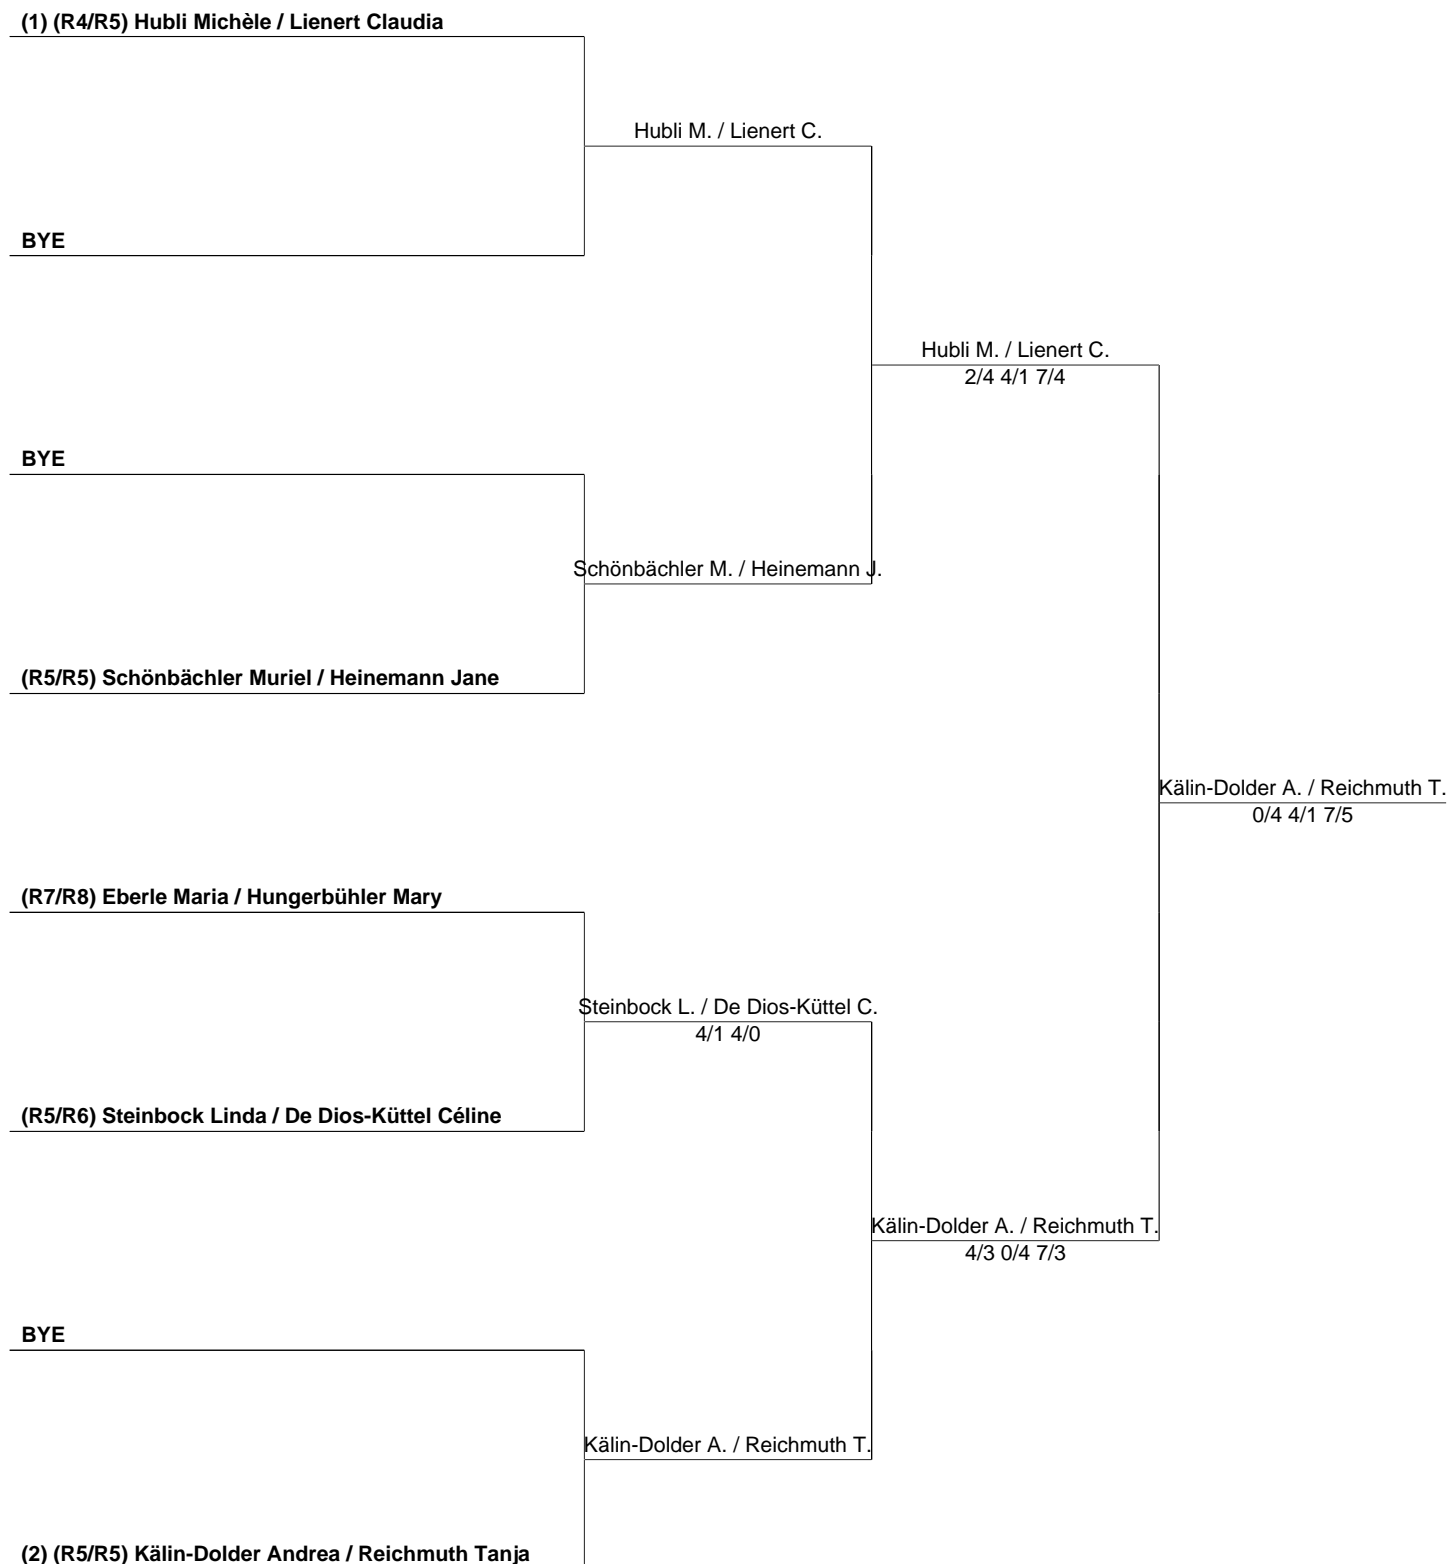 (1) (R4/R5) Hubli Michèle / Lienert Claudia
Hubli M. / Lienert C.
BYE
Hubli M. / Lienert C.
2/4 4/1 7/4
BYE
Schönbächler M. / Heinemann J.
(R5/R5) Schönbächler Muriel / Heinemann Jane
Kälin-Dolder A. / Reichmuth T.
0/4 4/1 7/5
(R7/R8) Eberle Maria / Hungerbühler Mary
Steinbock L. / De Dios-Küttel C.
4/1 4/0
(R5/R6) Steinbock Linda / De Dios-Küttel Céline
Kälin-Dolder A. / Reichmuth T.
4/3 0/4 7/3
BYE
Kälin-Dolder A. / Reichmuth T.
(2) (R5/R5) Kälin-Dolder Andrea / Reichmuth Tanja